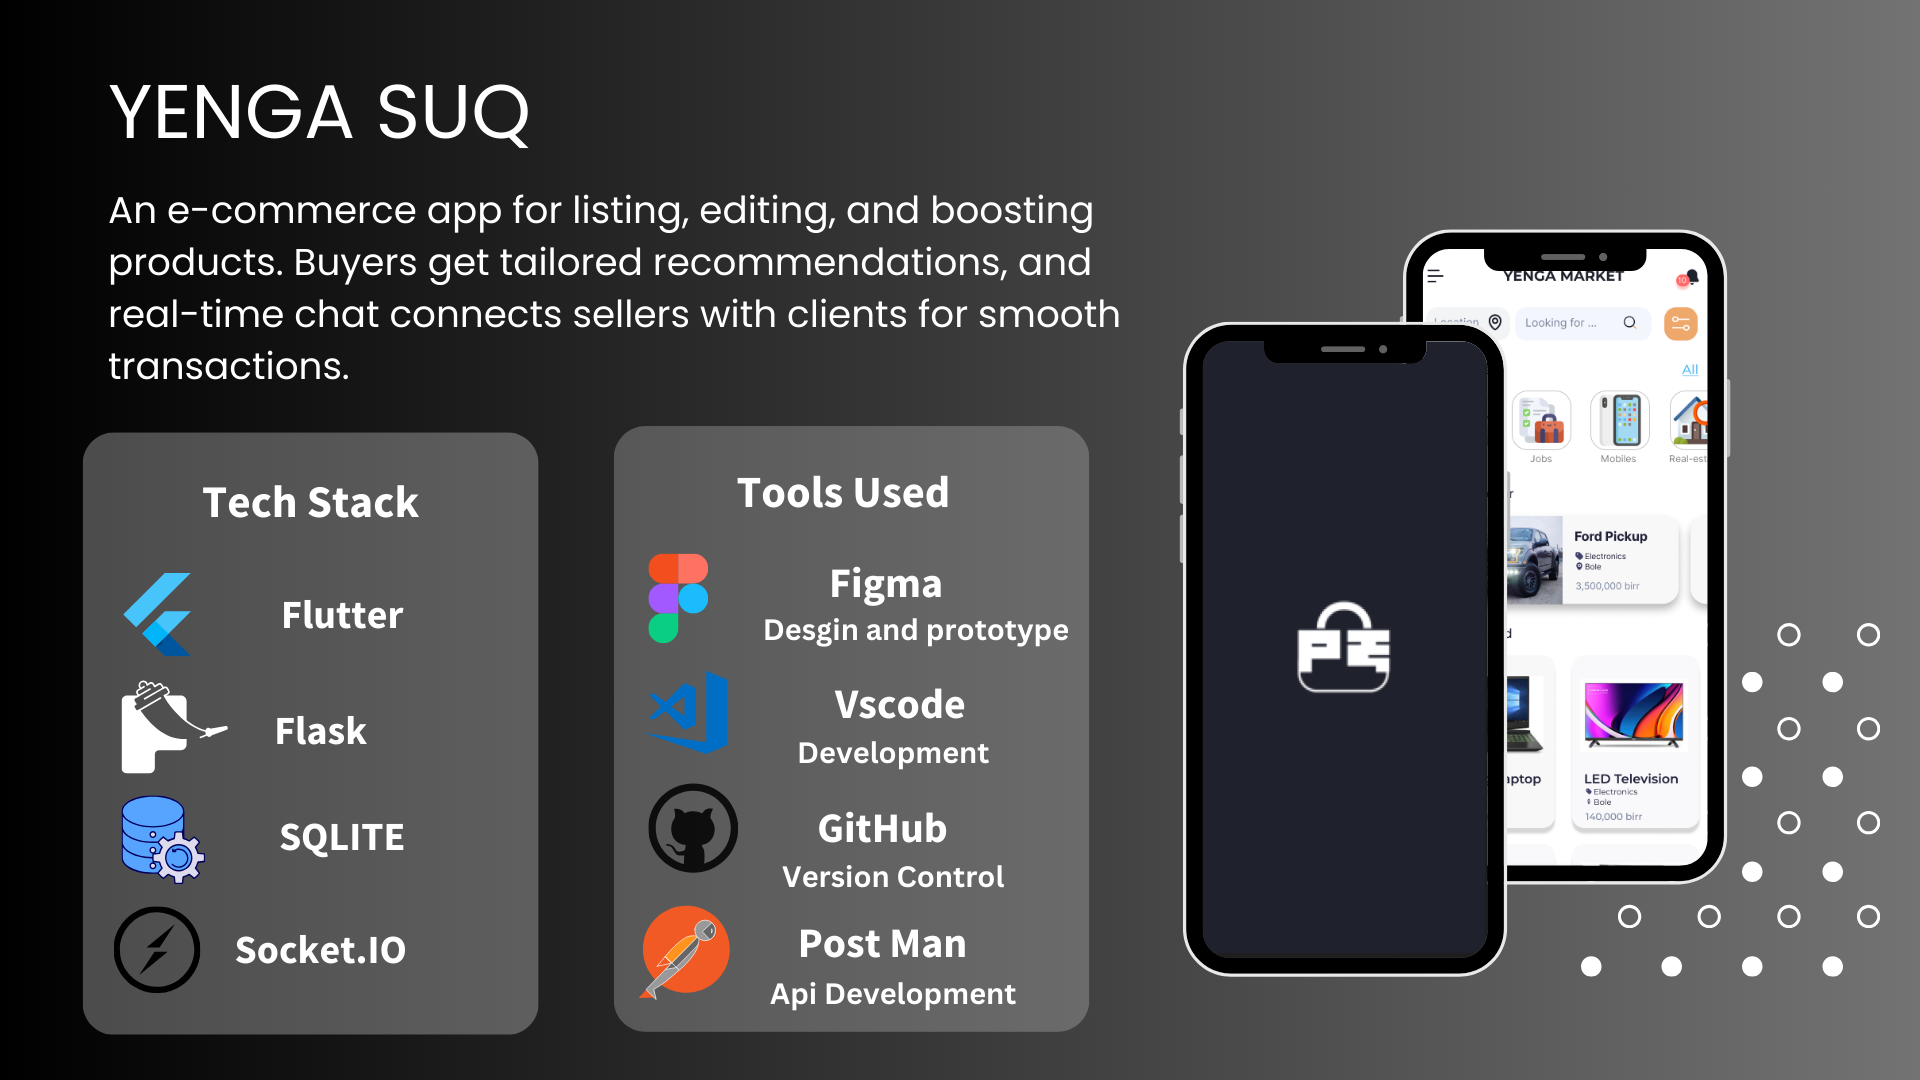 YENGA SUQ
An e-commerce app for listing, editing, and boosting
products. Buyers get tailored recommendations, and
real-time chat connects sellers with clients for smooth
transactions.
Tech Stack
Flutter
Flask
SQLITE
Socket.IO
Tools Used
Figma
Desgin and prototype
Vscode
Development
GitHub
Version Control
Post Man
Api Development
YENGA MARKET
Location
Looking for ...
All
Jobs
Mobiles
Real-est
Ford Pickup
Electronics
Bole
3,500,000 birr
LED Television
Electronics
Bole
140,000 birr